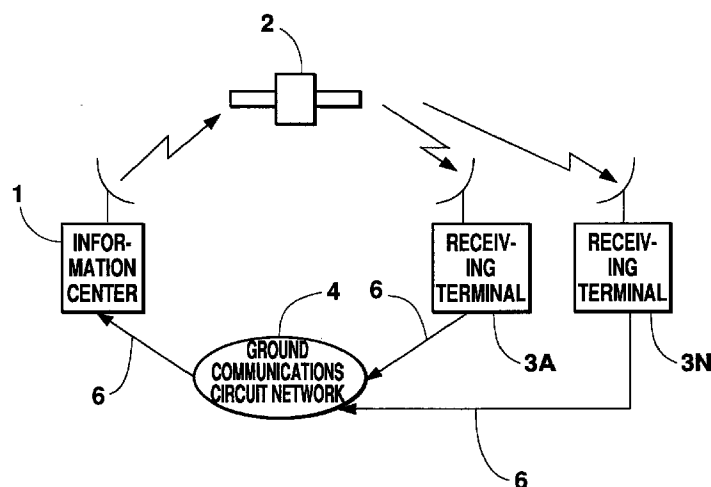 2
1
INFOR-
MATION
CENTER
RECEIV-
ING
TERMINAL
RECEIV-
ING
TERMINAL
4
6
3A
3N
GROUND
COMMUNICATIONS
CIRCUIT NETWORK
6
6